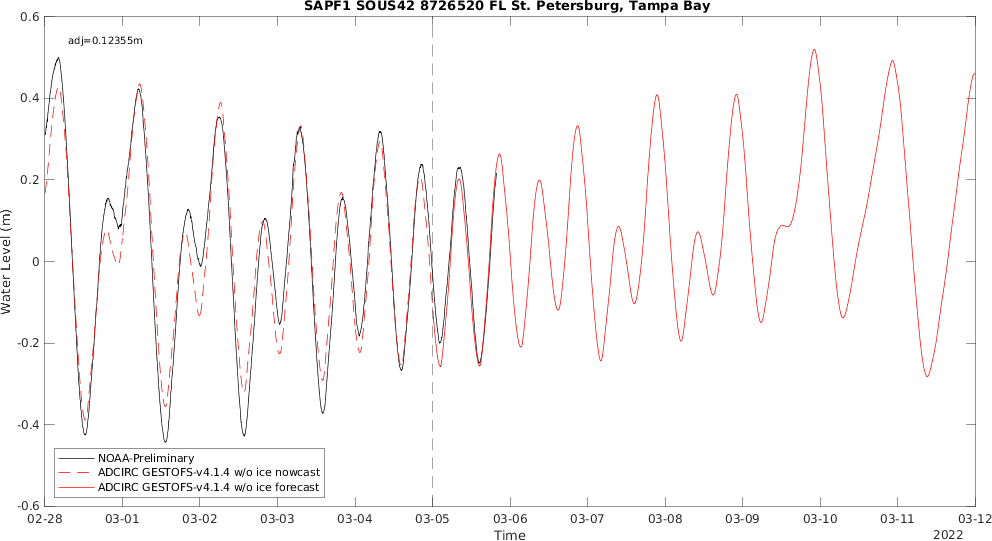 SAPF1 SOUS42 8726520 FL St. Petersburg, Tampa Bay
adj=0.12355m
0.6
0.4
0.2
0
-0.2
-0.4
-0.6
Water Level (m)
NOAA-Preliminary
ADCIRC GESTOFS-v4.1.4 w/o ice nowcast
ADCIRC GESTOFS-v4.1.4 w/o ice forecast
02-28 03-01 03-02 03-03 03-04 03-05 03-06 03-07 03-08 03-09 03-10 03-11 03-12
Time
2022